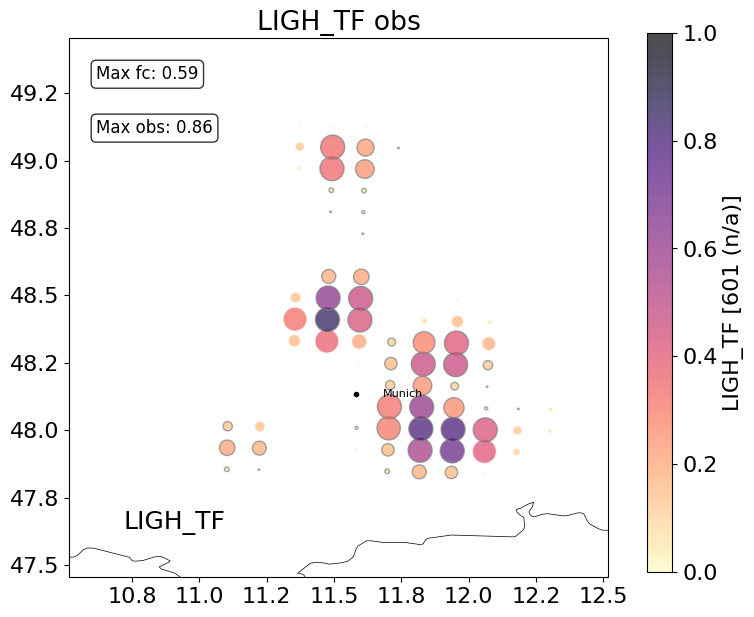 LIGH_TF obs
Max fc: 0.59
Max obs: 0.86
49.2
49.0
48.8
48.5
48.2
48.0
47.8
47.5
Munich
LIGH_TF
10.8 11.0 11.2 11.5 11.8 12.0 12.2 12.5
1.0
0.8
0.6
0.4
0.2
0.0
LIGH_TF [601 (n/a)]